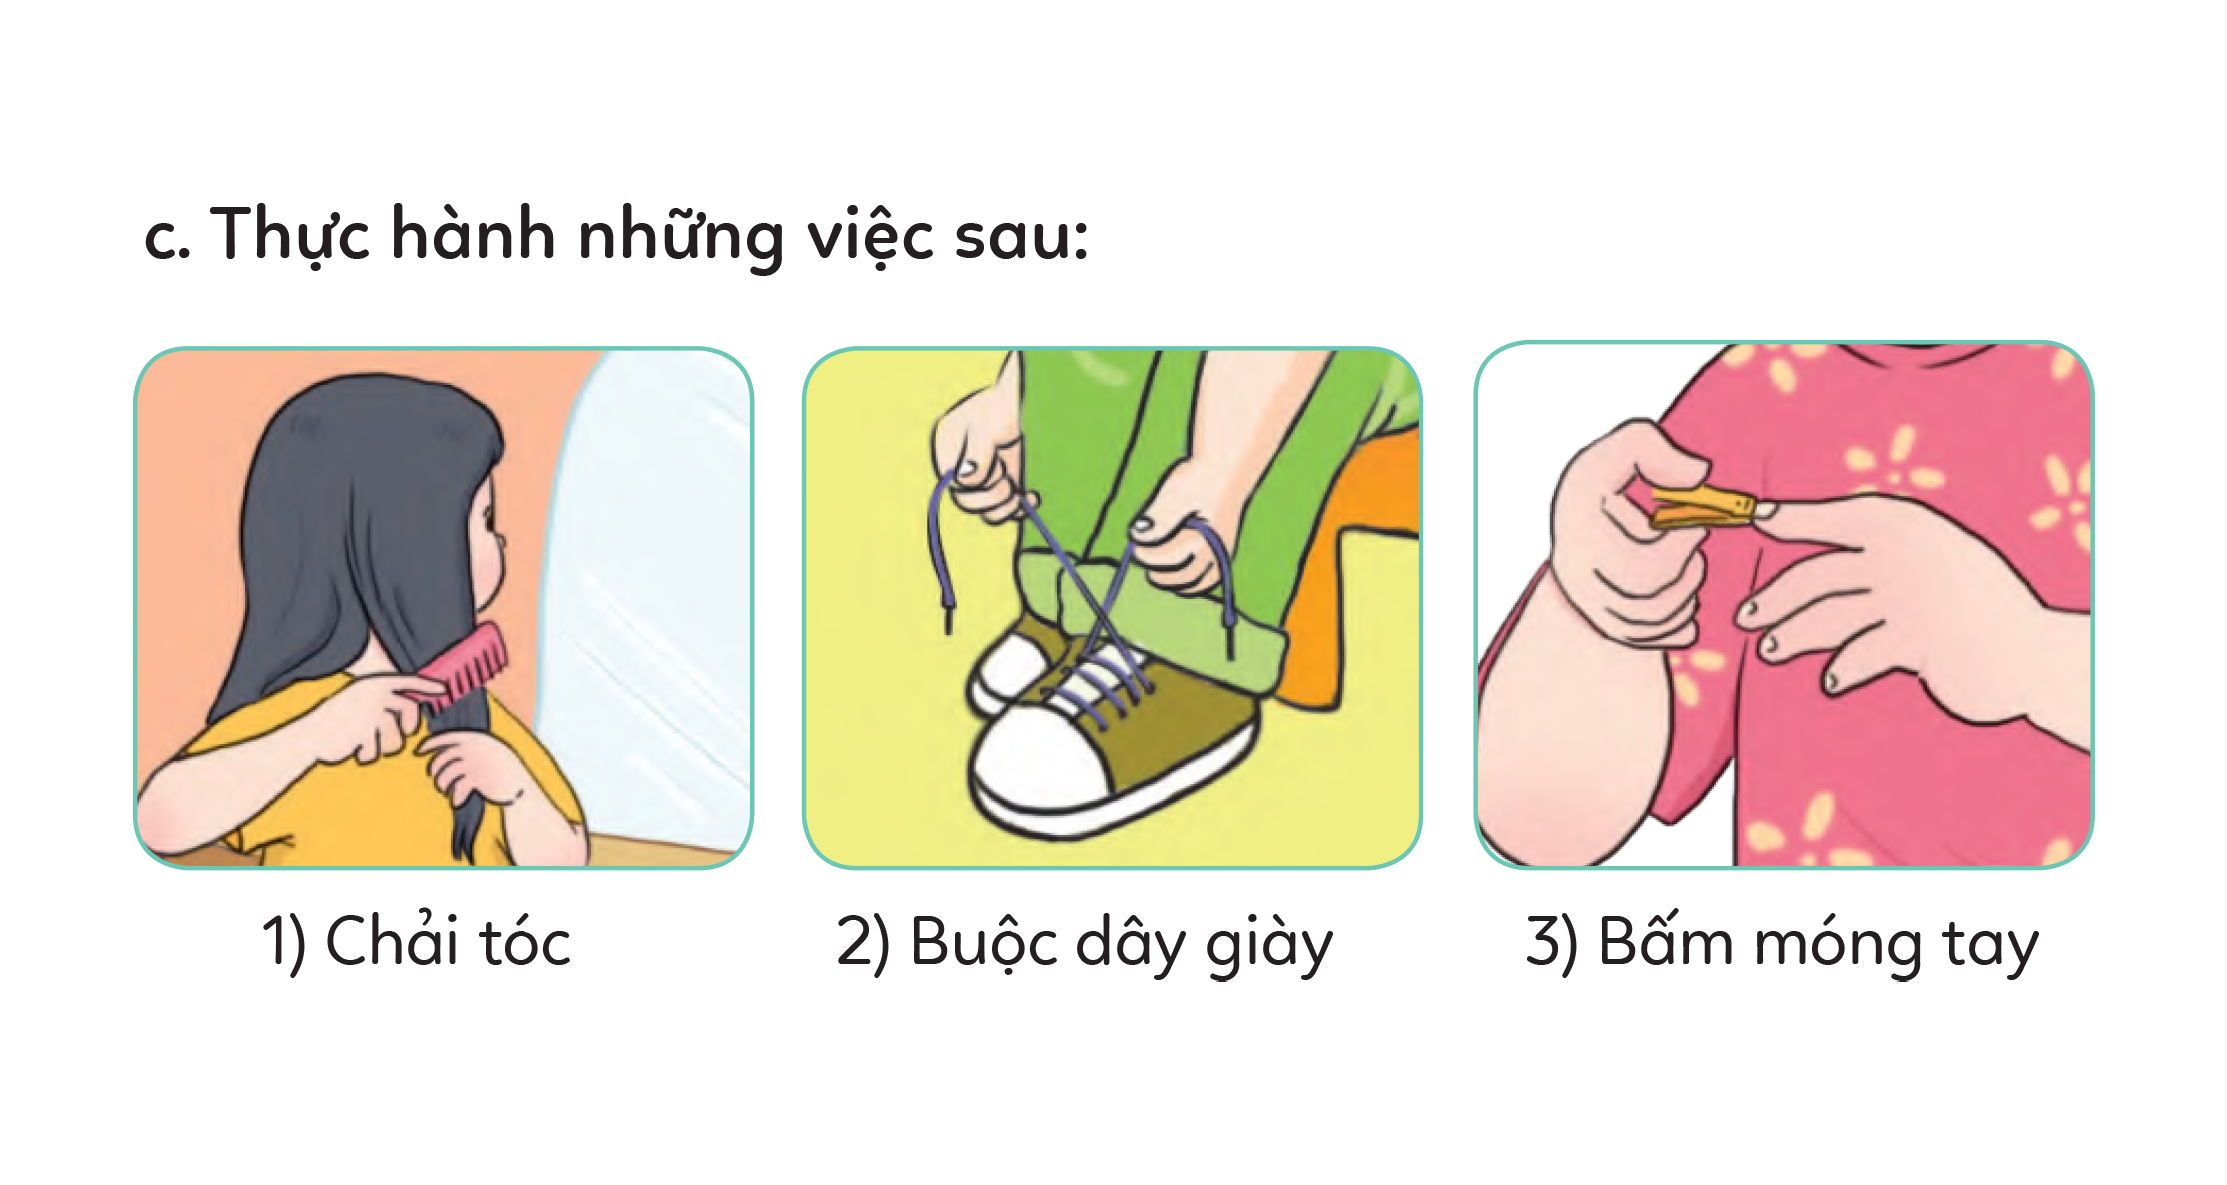 c. Thực hành những việc sau:
1) Chải tóc
2) Buộc dây giày
3) Bấm móng tay